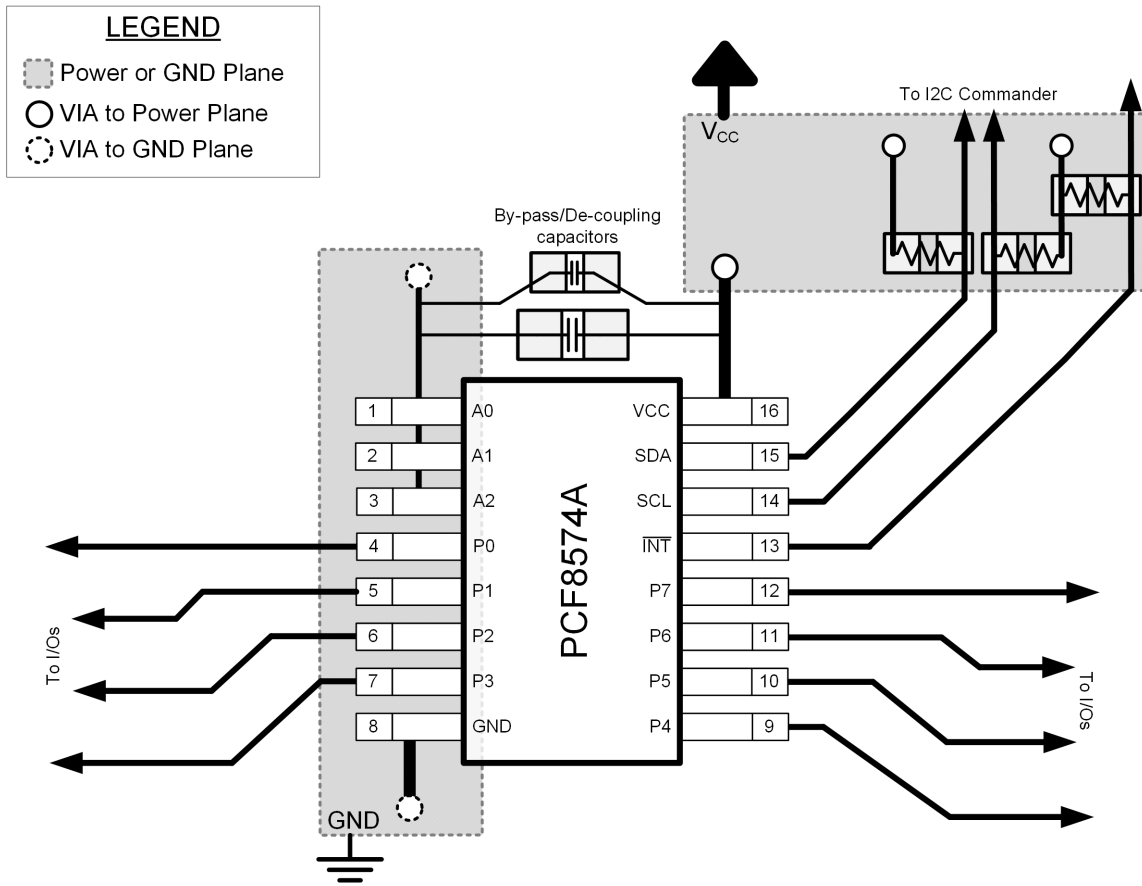 LEGEND
Power or GND Plane
VIA to Power Plane
VIA to GND Plane
VCC
To I2C Commander
By-pass/De-coupling
capacitors
1 A0 VCC 16
2 A1 SDA 15
3 A2 SCL 14
4 P0 INT 13
5 P1 P7 12
6 P2 P6 11
7 P3 P5 10
8 GND P4 9
PCF8574A
To I/Os
To I/Os
GND